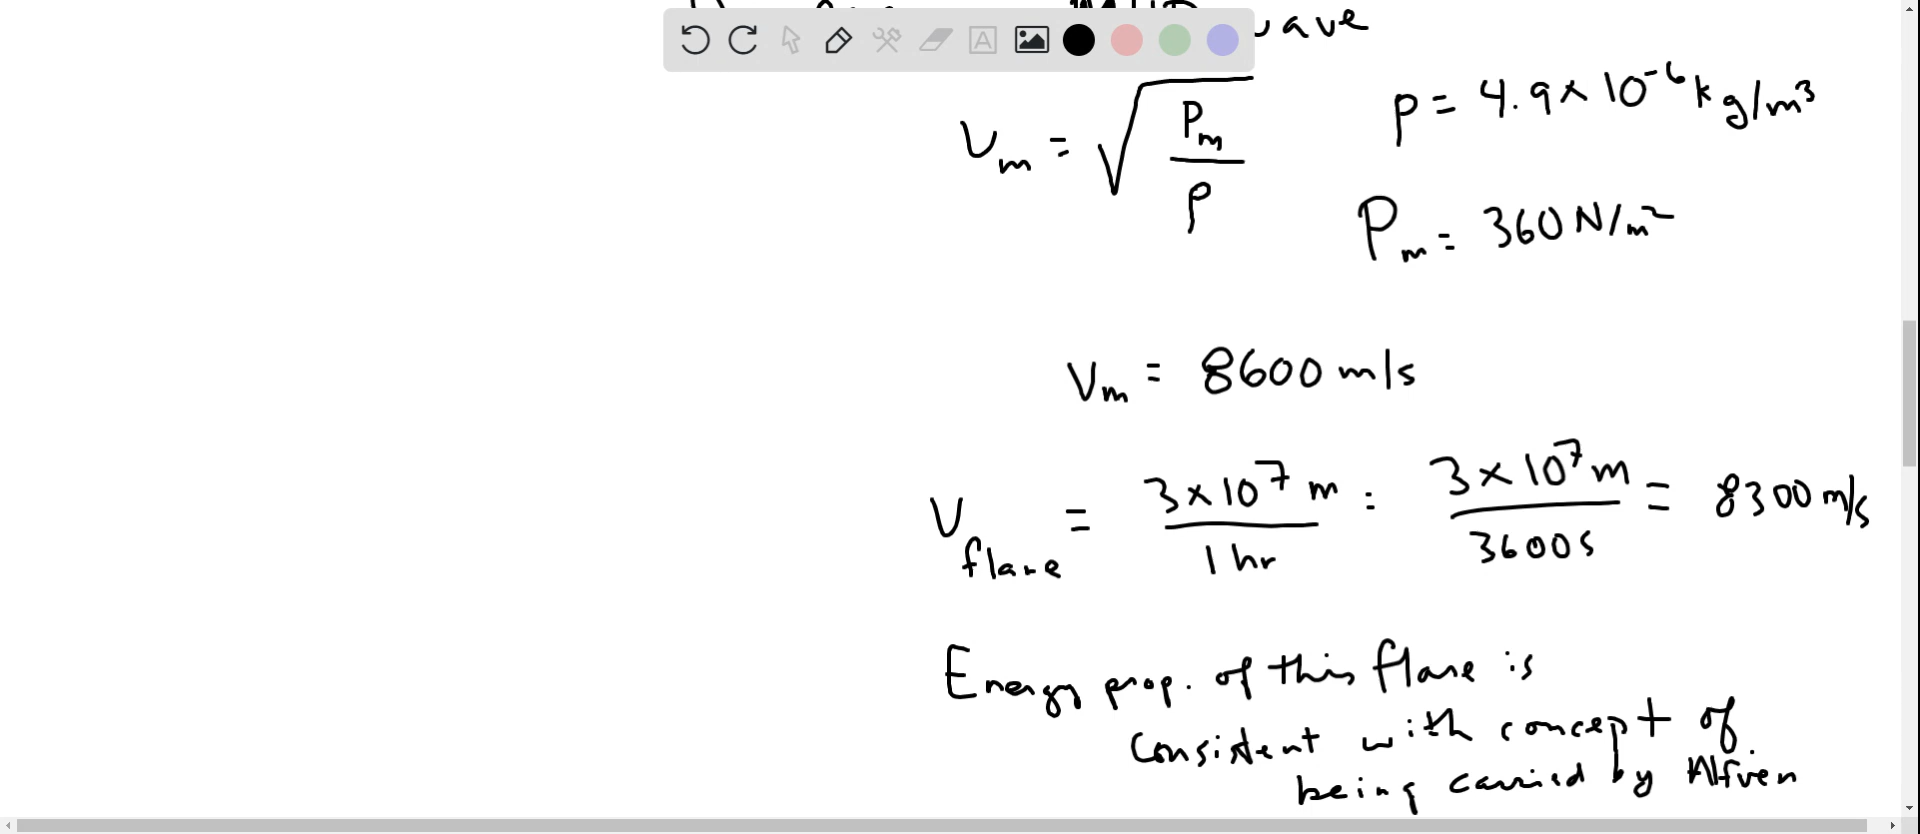 wave
V_m = √(P_m / ρ)
ρ = 4.9 × 10⁻⁶ kg/m³
P_m = 360 N/m²
V_m = 8600 m/s
V_flare = 3×10⁷ m / 1 hr = 3×10⁷ m / 3600 s = 8300 m/s
Energy prop. of this flare is
consistent with concept of
being carried by Alfven